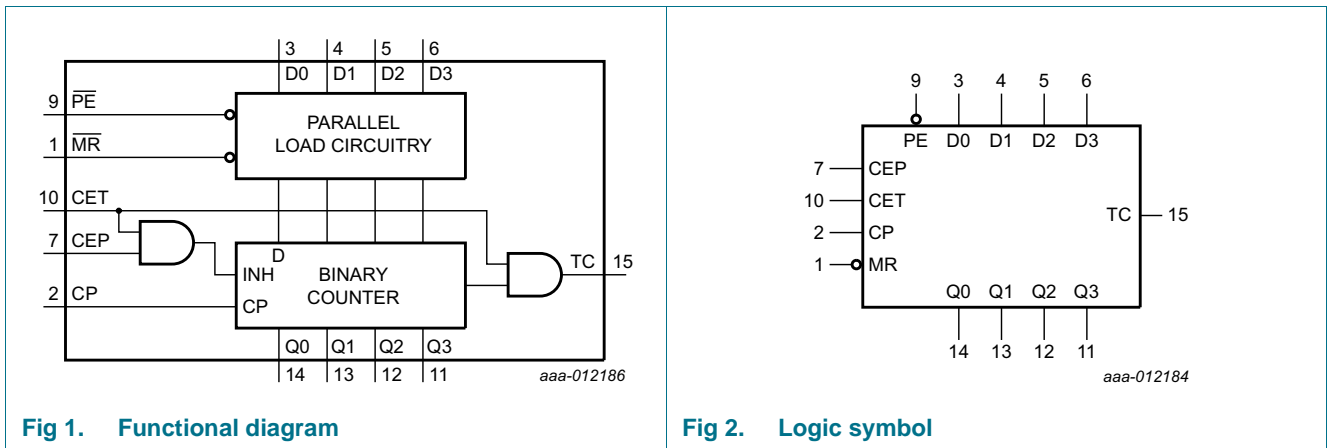 3 4 5 6
D0 D1 D2 D3
9 PE
1 MR
PARALLEL
LOAD CIRCUITRY
10 CET
7 CEP
2 CP
D
INH
CP
BINARY
COUNTER
TC 15
Q0 Q1 Q2 Q3
14 13 12 11
aaa-012186
Fig 1. Functional diagram
9 3 4 5 6
PE D0 D1 D2 D3
7 CEP
10 CET
2 CP
1 MR
TC 15
Q0 Q1 Q2 Q3
14 13 12 11
aaa-012184
Fig 2. Logic symbol